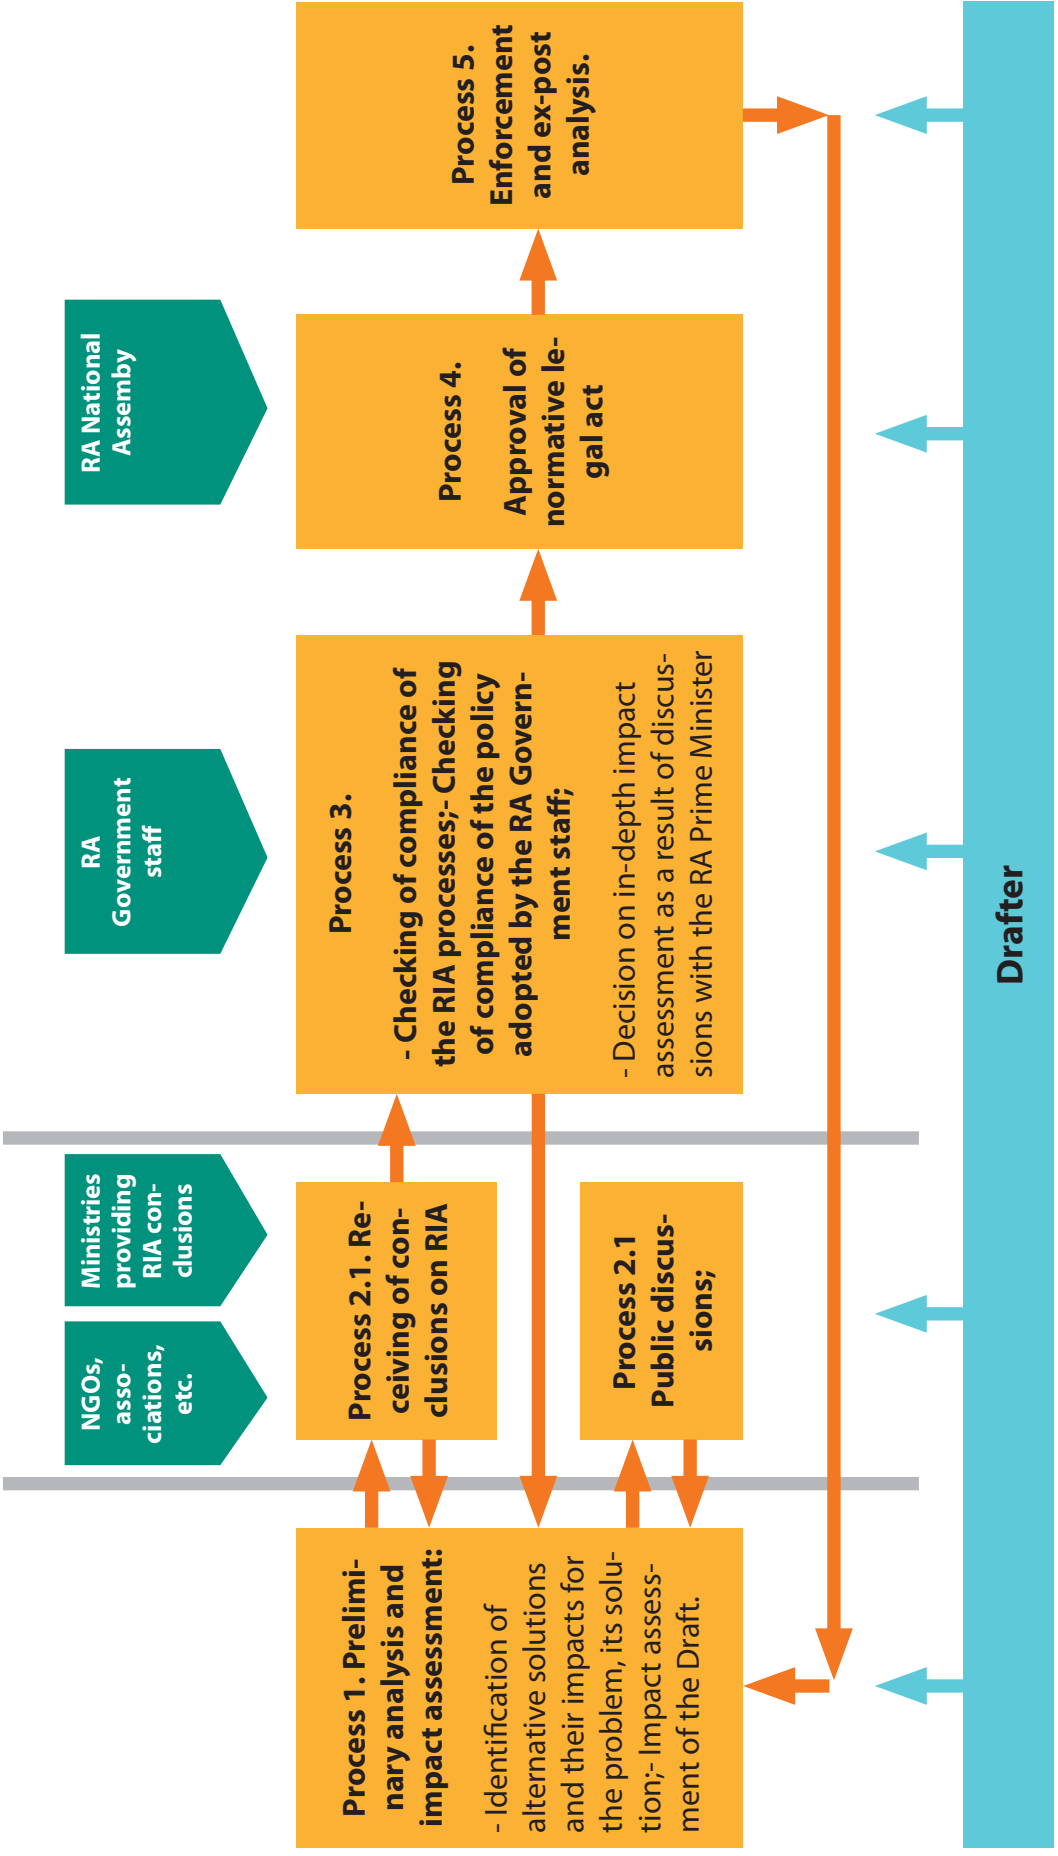 NGOs,
asso-
ciations,
etc.
Ministries
providing
RIA con-
clusions
RA
Government
staff
RA National
Assemby
Process 1. Prelimi-
nary analysis and
impact assessment:
- Identification of
alternative solutions
and their impacts for
the problem, its solu-
tion;- Impact assess-
ment of the Draft.
Process 2.1. Re-
ceiving of con-
clusions on RIA
Process 2.1
Public discus-
sions;
Process 3.
- Checking of compliance of
the RIA processes;- Checking
of compliance of the policy
adopted by the RA Govern-
ment staff;
- Decision on in-depth impact
assessment as a result of discus-
sions with the RA Prime Minister
Process 4.
Approval of
normative le-
gal act
Process 5.
Enforcement
and ex-post
analysis.
Drafter